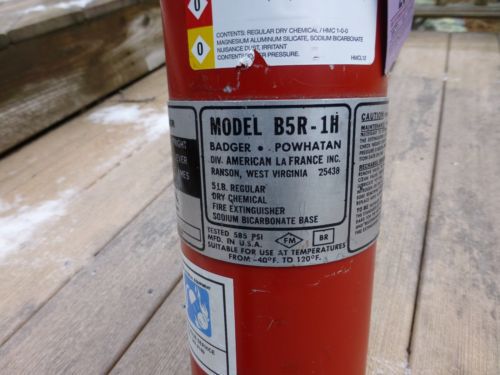 0
0
CONTENTS: REGULAR DRY CHEMICAL / HMC 1-0-0
MAGNESIUM ALUMINUM SILICATE, SODIUM BICARBONATE
NUISANCE DUST, IRRITANT
CONTENTS UNDER PRESSURE.
HMCL12
MODEL B5R-1H
BADGER • POWHATAN
DIV. AMERICAN LA FRANCE INC.
RANSON, WEST VIRGINIA 25438
5 LB. REGULAR
DRY CHEMICAL
FIRE EXTINGUISHER
SODIUM BICARBONATE BASE
TESTED 585 PSI
MFD. IN U.S.A.
FM
BR
SUITABLE FOR USE AT TEMPERATURES
FROM -40°F. TO 120°F.
CAUTION
MAINTENANCE